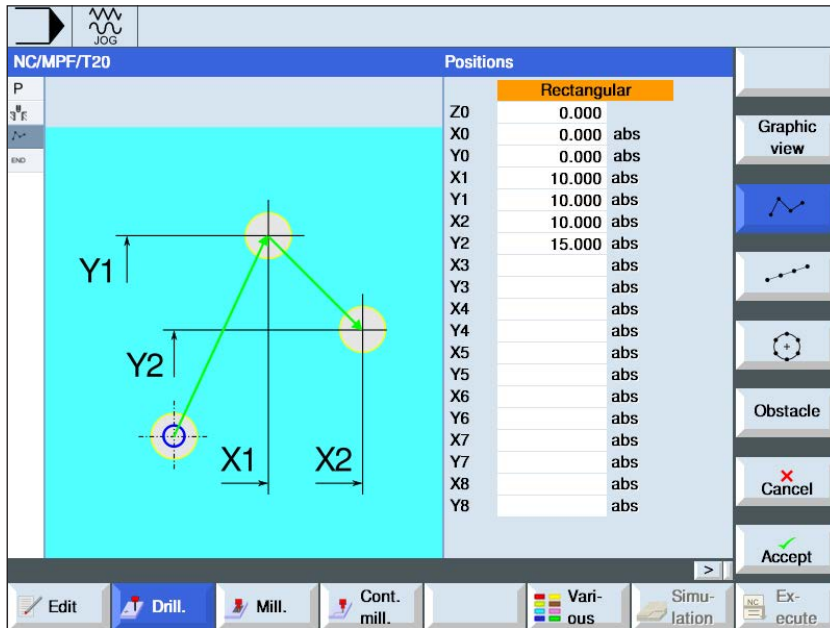 JOG
NC/MPF/T20
Positions
P
END
Rectangular
Z0 0.000
X0 0.000 abs
Y0 0.000 abs
X1 10.000 abs
Y1 10.000 abs
X2 10.000 abs
Y2 15.000 abs
X3 abs
Y3 abs
X4 abs
Y4 abs
X5 abs
Y5 abs
X6 abs
Y6 abs
X7 abs
Y7 abs
X8 abs
Y8 abs
Y1
Y2
X1 X2
Graphic
view
Obstacle
Cancel
Accept
>
Edit
Drill.
Mill.
Cont.
mill.
Vari-
ous
Simu-
lation
NC
Ex-
ecute